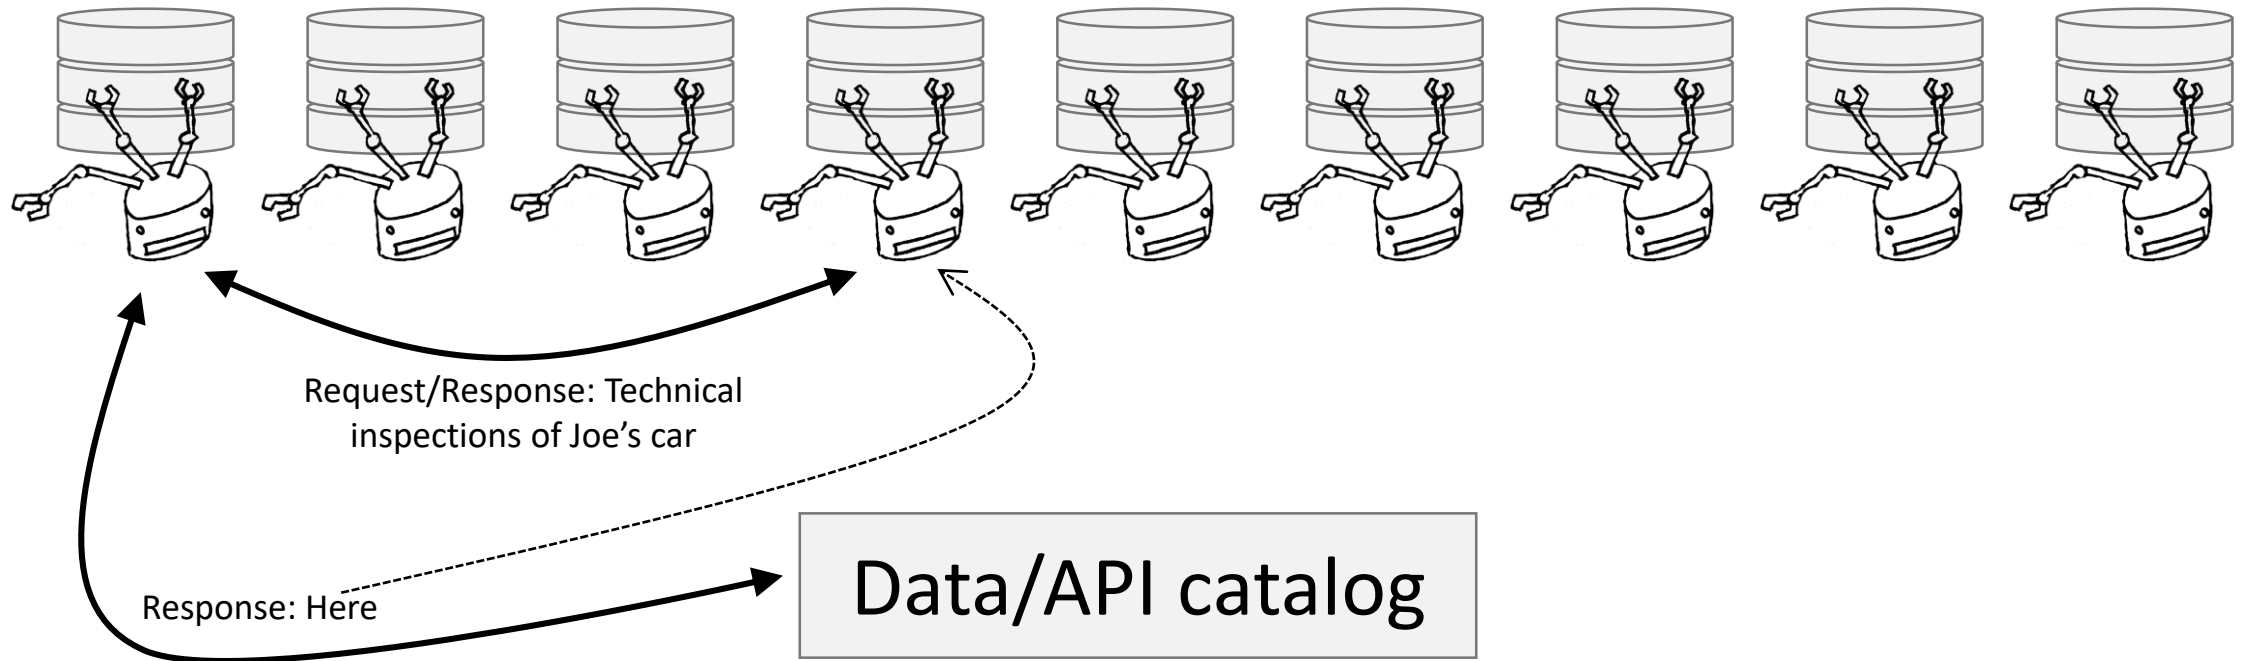 Request/Response: Technical
inspections of Joe’s car
Response: Here
Data/API catalog